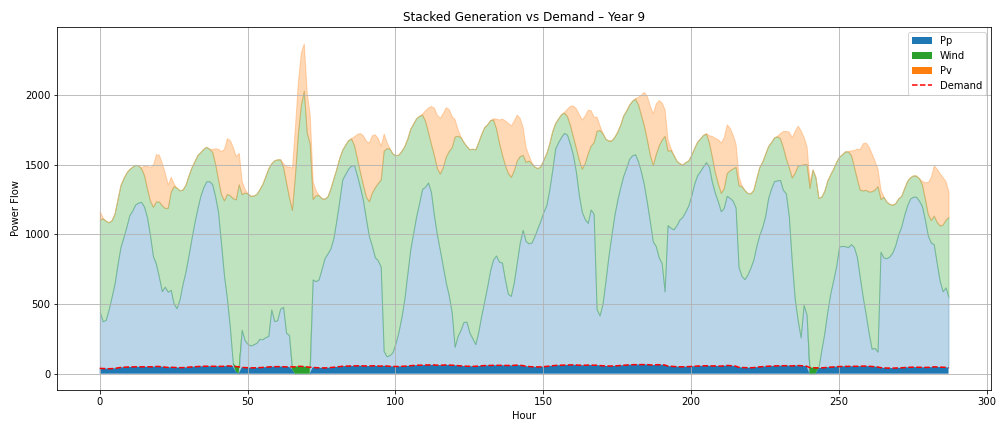 Stacked Generation vs Demand – Year 9
Pp
Wind
Pv
Demand
Power Flow
2000
1500
1000
500
0
0
50
100
150
200
250
300
Hour